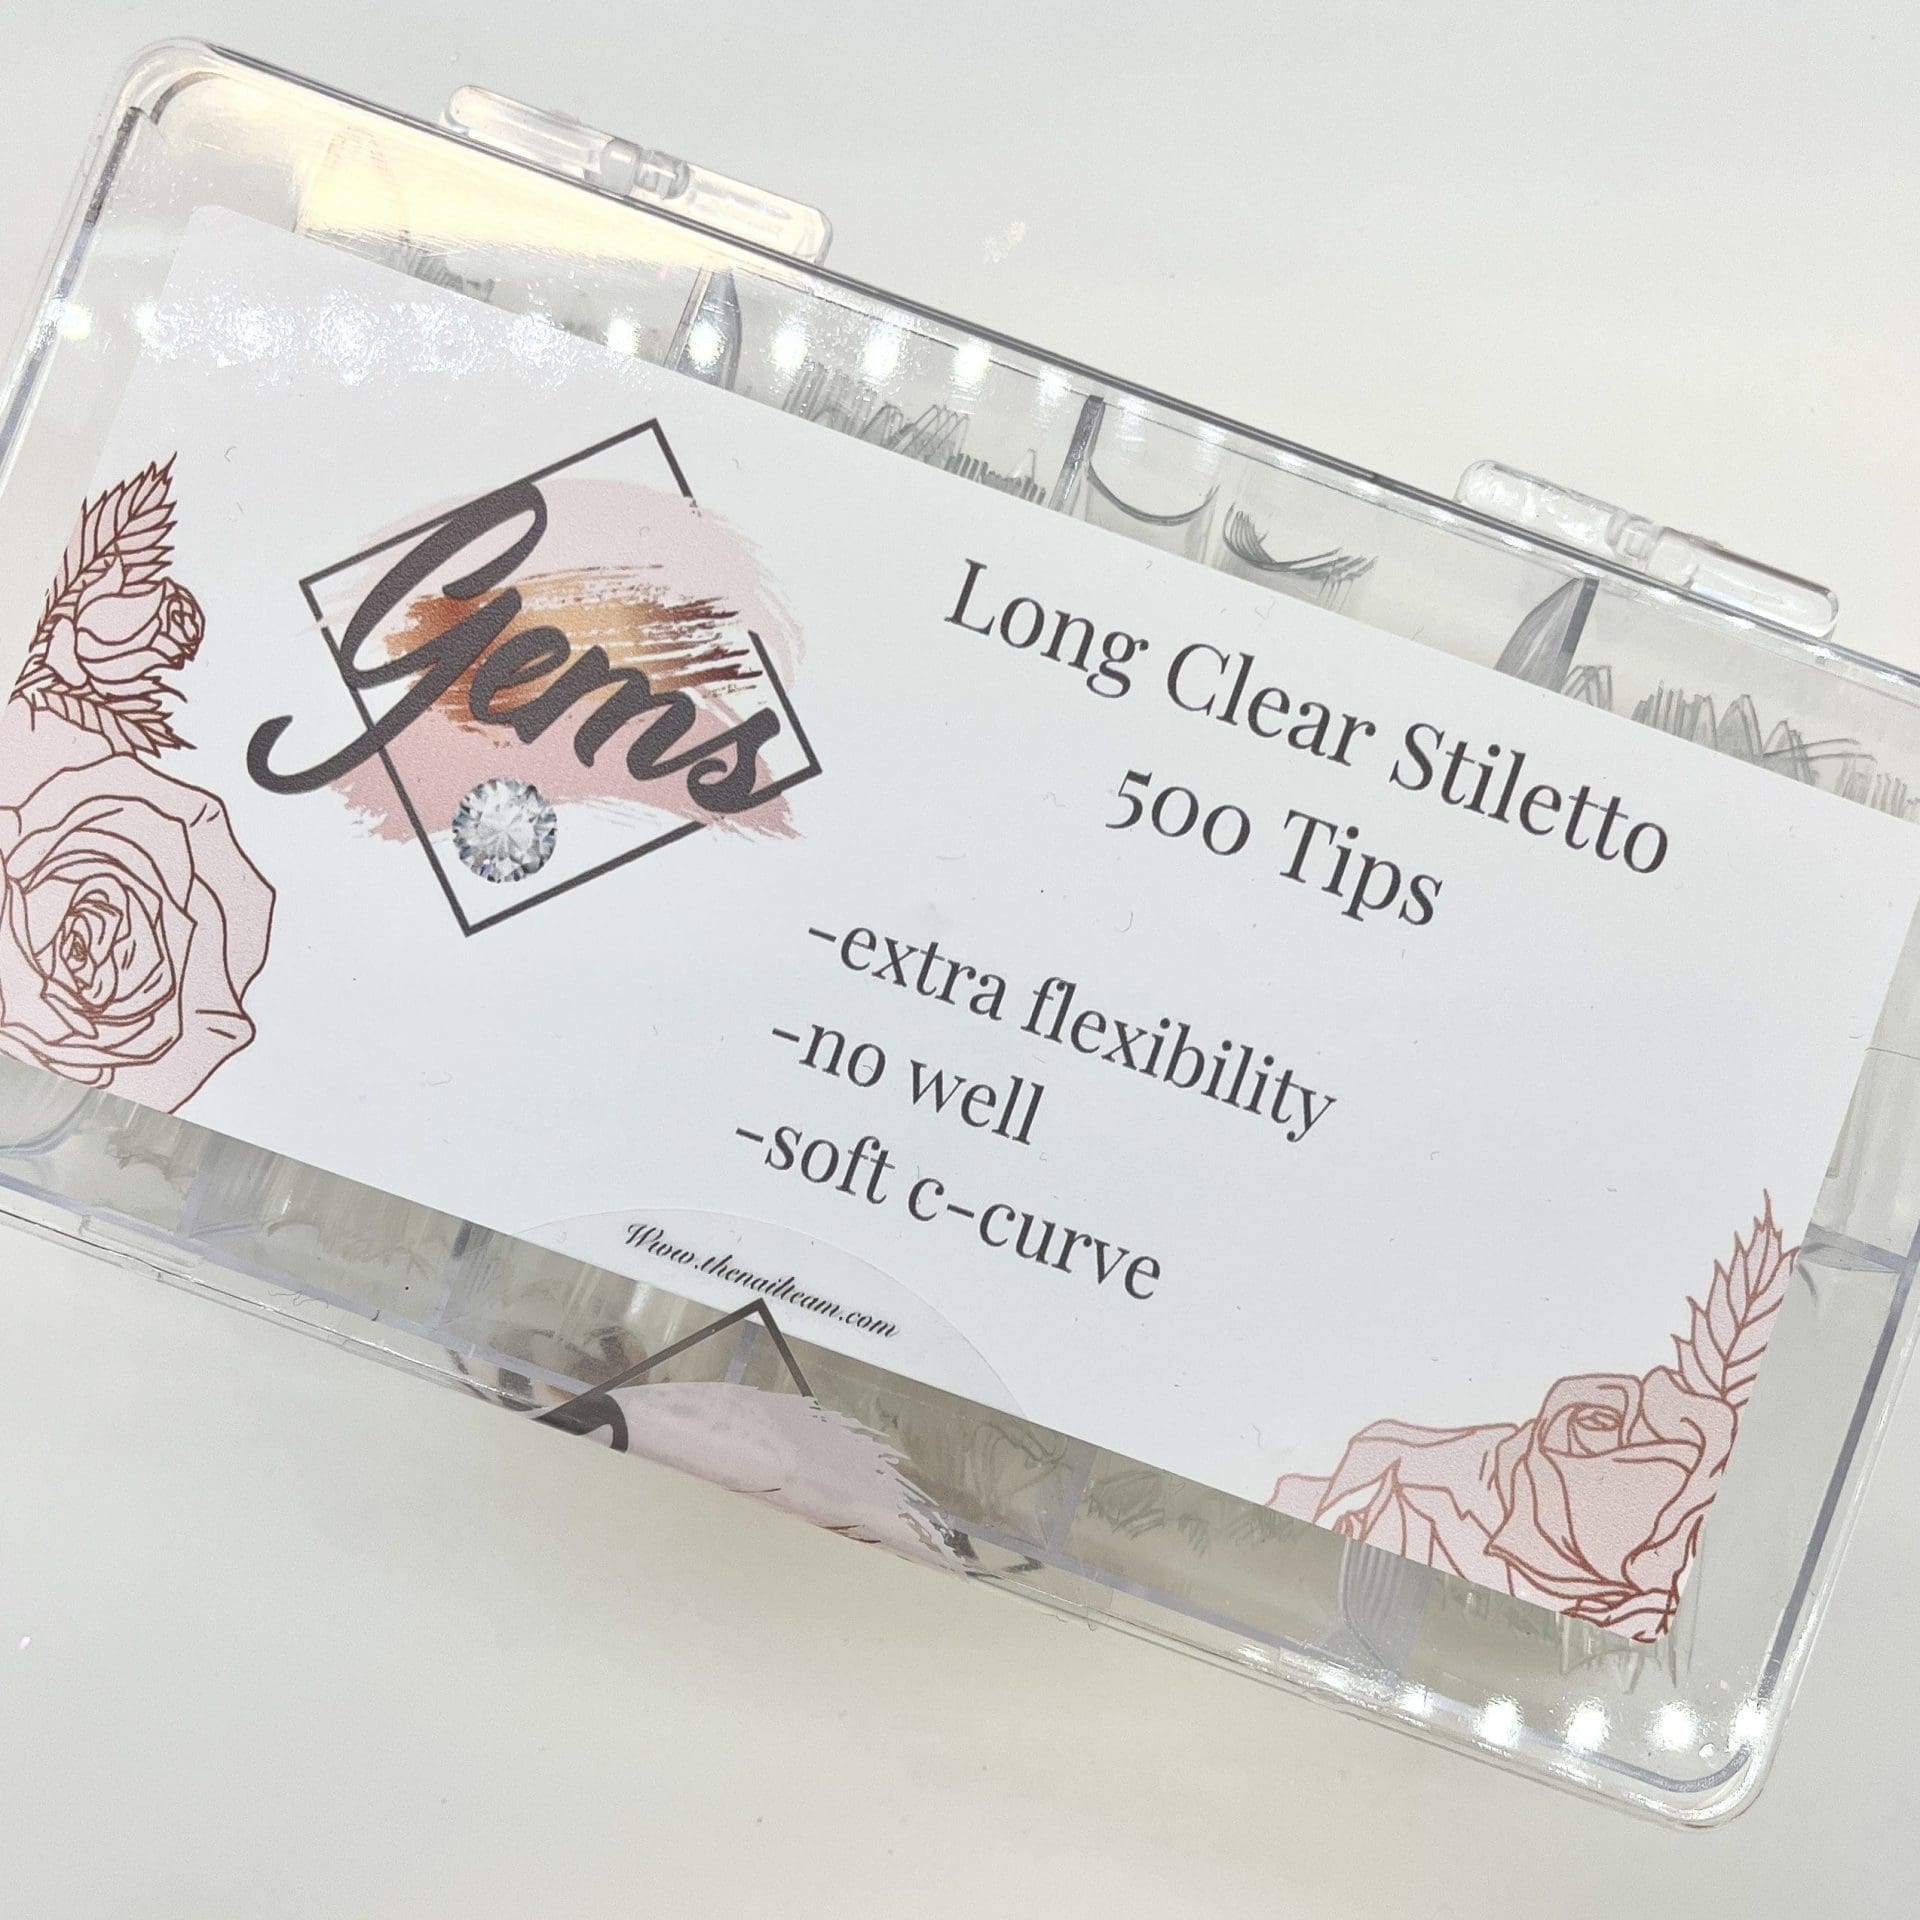 Gems
Long Clear Stiletto
500 Tips
-extra flexibility
-no well
-soft c-curve
Www.thenailteam.com